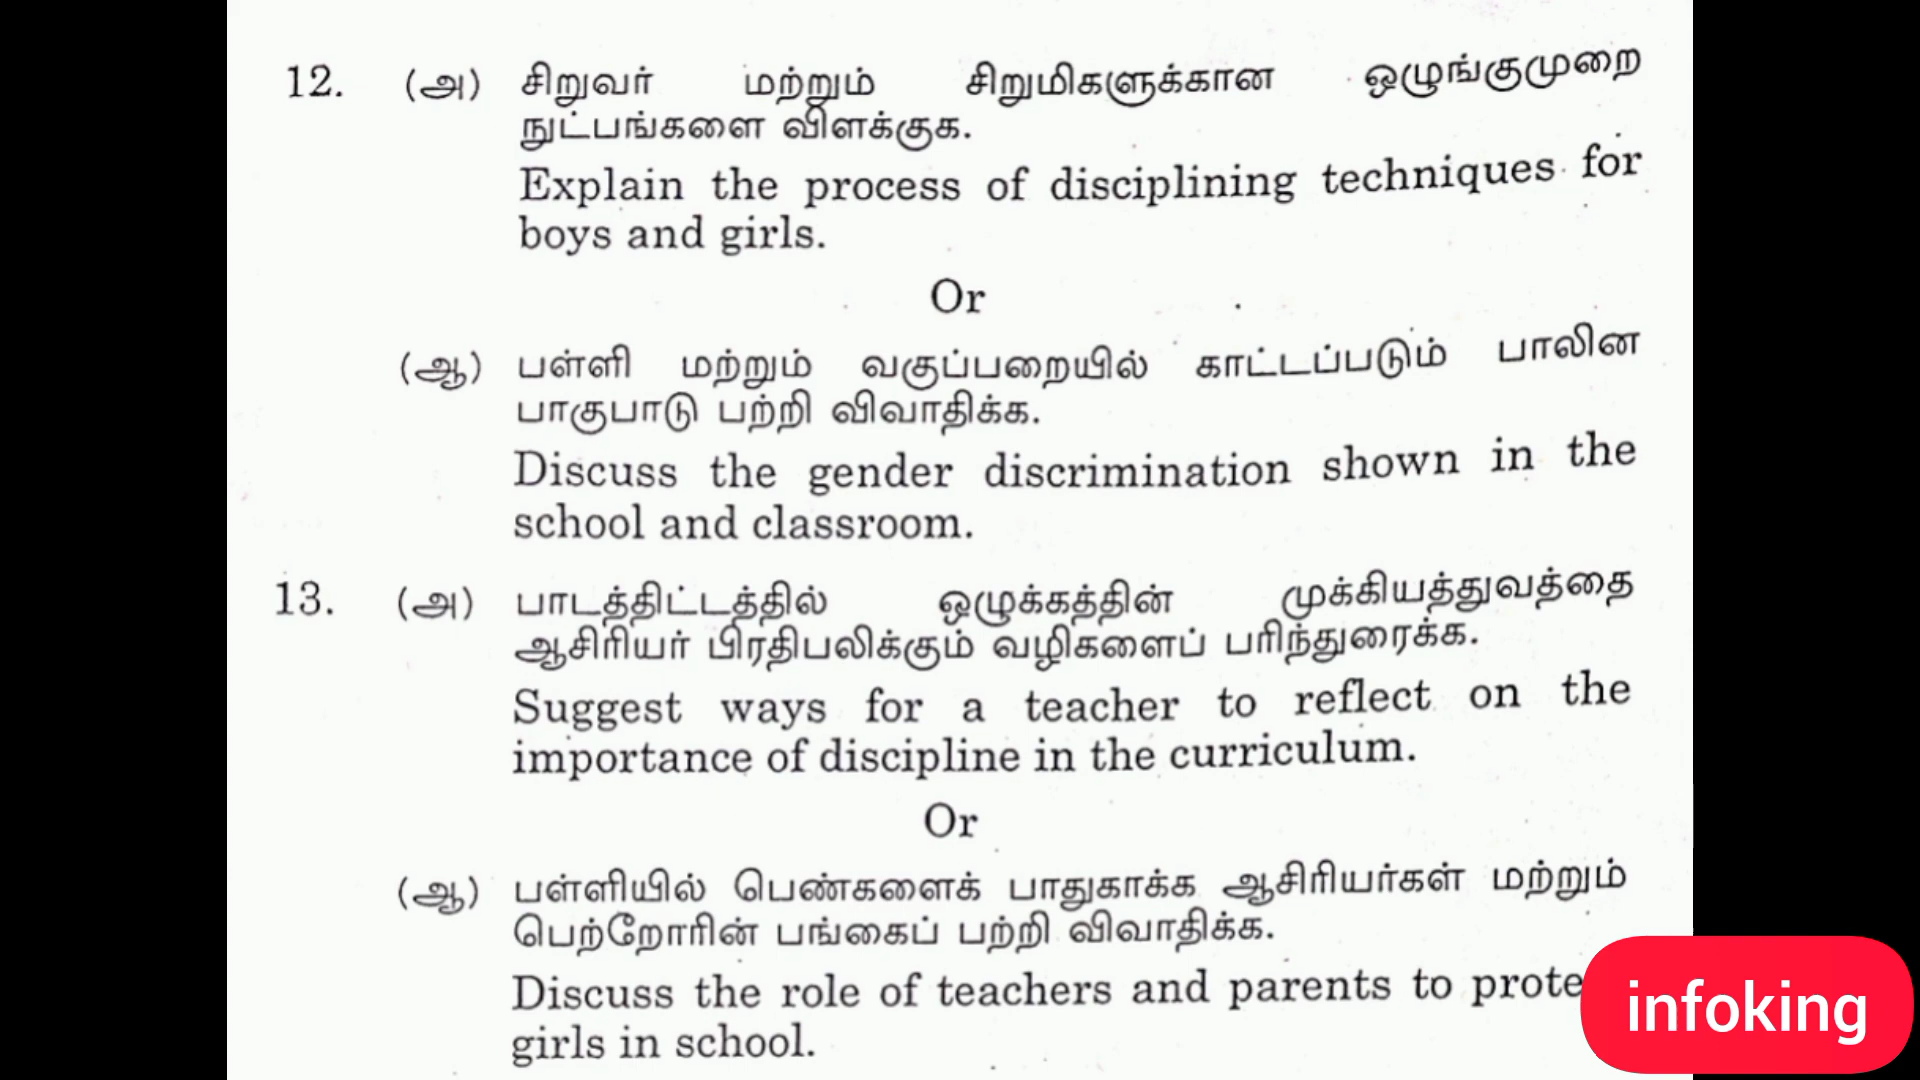 12. (அ) சிறுவர் மற்றும் சிறுமிகளுக்கான ஒழுங்குமுறை
நுட்பங்களை விளக்குக.
Explain the process of disciplining techniques for
boys and girls.
Or
(ஆ) பள்ளி மற்றும் வகுப்பறையில் காட்டப்படும் பாலின
பாகுபாடு பற்றி விவாதிக்க.
Discuss the gender discrimination shown in the
school and classroom.
13. (அ) பாடத்திட்டத்தில் ஒழுக்கத்தின் முக்கியத்துவத்தை
ஆசிரியர் பிரதிபலிக்கும் வழிகளைப் பரிந்துரைக்க.
Suggest ways for a teacher to reflect on the
importance of discipline in the curriculum.
Or
(ஆ) பள்ளியில் பெண்களைக் பாதுகாக்க ஆசிரியர்கள் மற்றும்
பெற்றோரின் பங்கைப் பற்றி விவாதிக்க.
Discuss the role of teachers and parents to prote
girls in school.
infoking